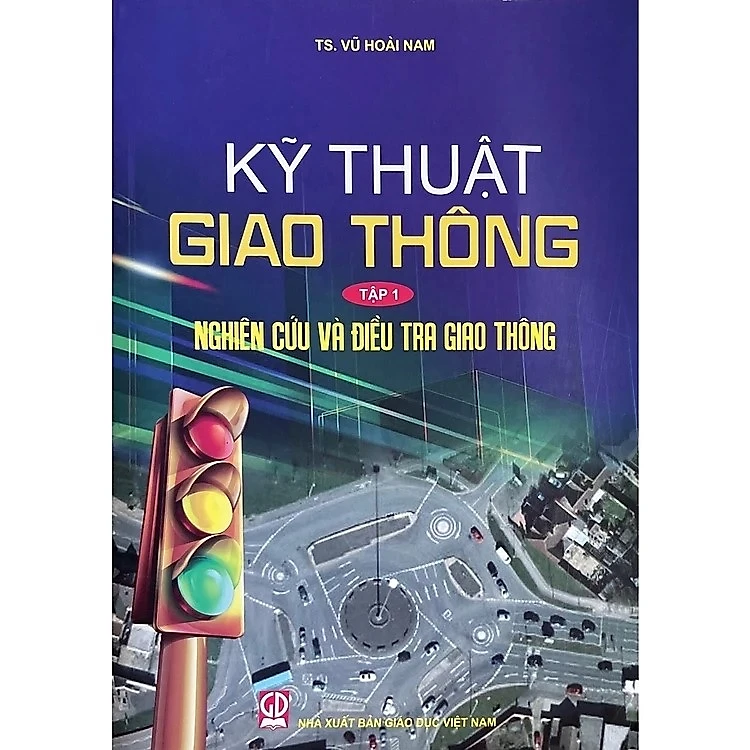 TS. VŨ HOÀI NAM
KỸ THUẬT
GIAO THÔNG
TẬP 1
NGHIÊN CỨU VÀ ĐIỀU TRA GIAO THÔNG
GD
NHÀ XUẤT BẢN GIÁO DỤC VIỆT NAM